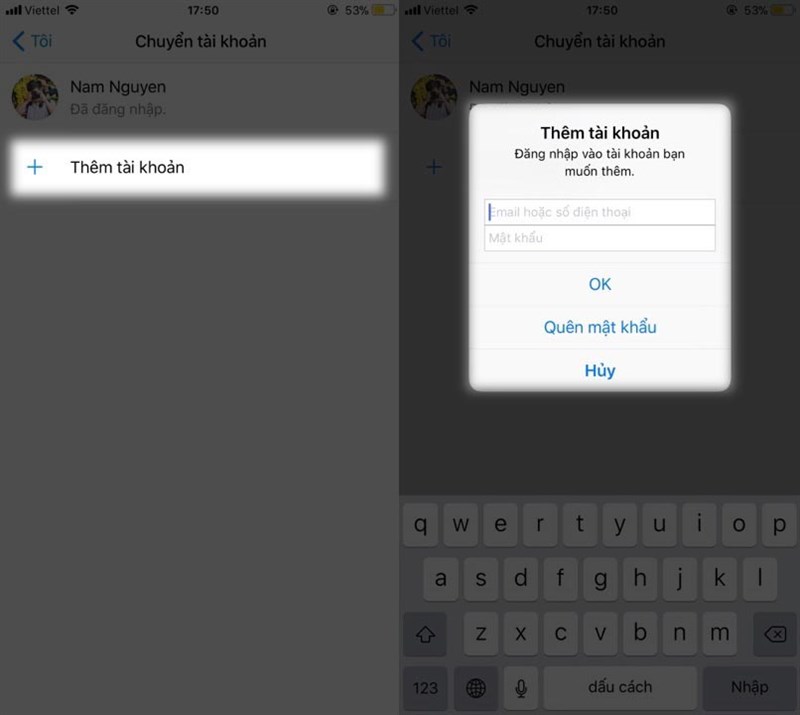 Viettel 17:50 53%
Tôi Chuyển tài khoản
Nam Nguyen
Đã đăng nhập.
Thêm tài khoản
Viettel 17:50 53%
Tôi Chuyển tài khoản
Nam Nguyen
Thêm tài khoản
Đăng nhập vào tài khoản bạn
muốn thêm.
Email hoặc số điện thoại
Mật khẩu
OK
Quên mật khẩu
Hủy
q w e r t y u i o p
a s d f g h j k l
z x c v b n m
123 dấu cách Nhập